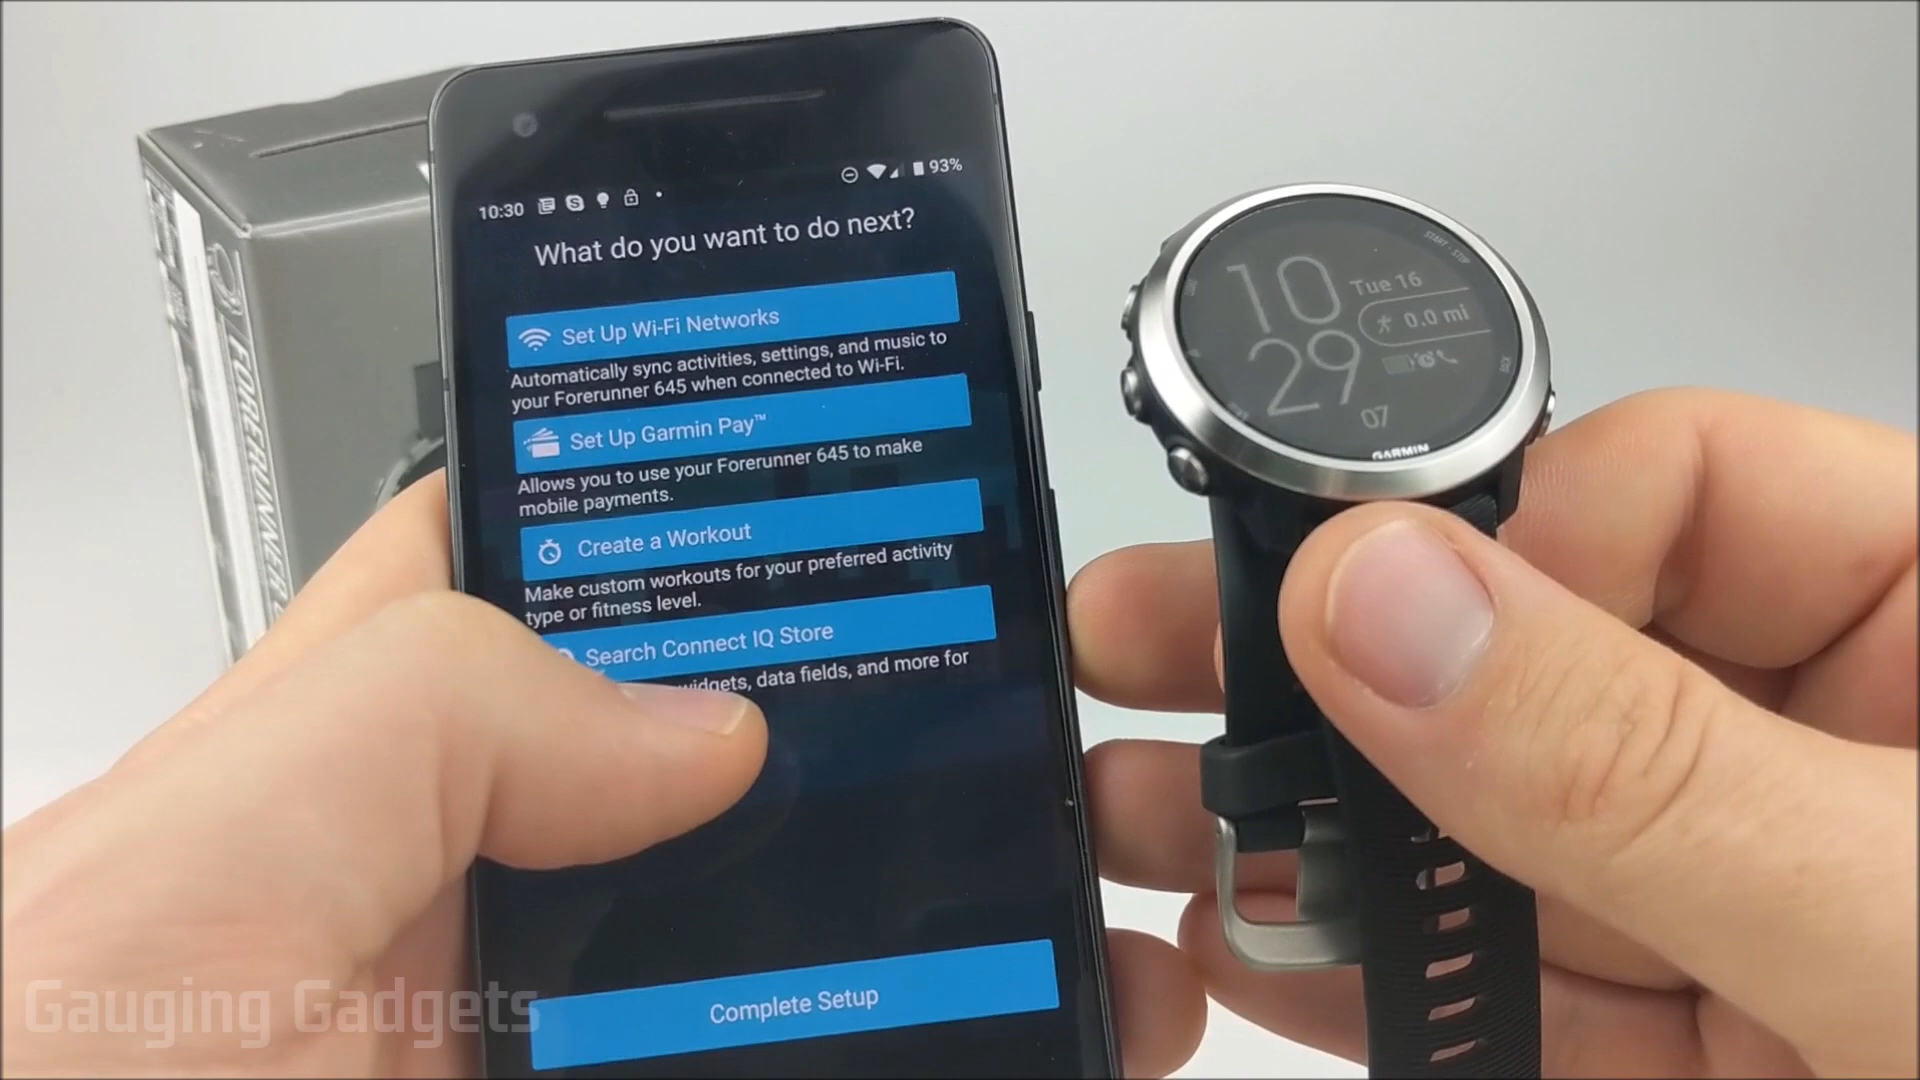 10:30
93%
What do you want to do next?
Set Up Wi-Fi Networks
Automatically sync activities, settings, and music to
your Forerunner 645 when connected to Wi-Fi.
Set Up Garmin Pay™
Allows you to use your Forerunner 645 to make
mobile payments.
Create a Workout
Make custom workouts for your preferred activity
type or fitness level.
Search Connect IQ Store
widgets, data fields, and more for
Complete Setup
START · STOP
10
29
Tue 16
0.0 mi
07
BACK
GARMIN
FORERUNNER
Gauging Gadgets